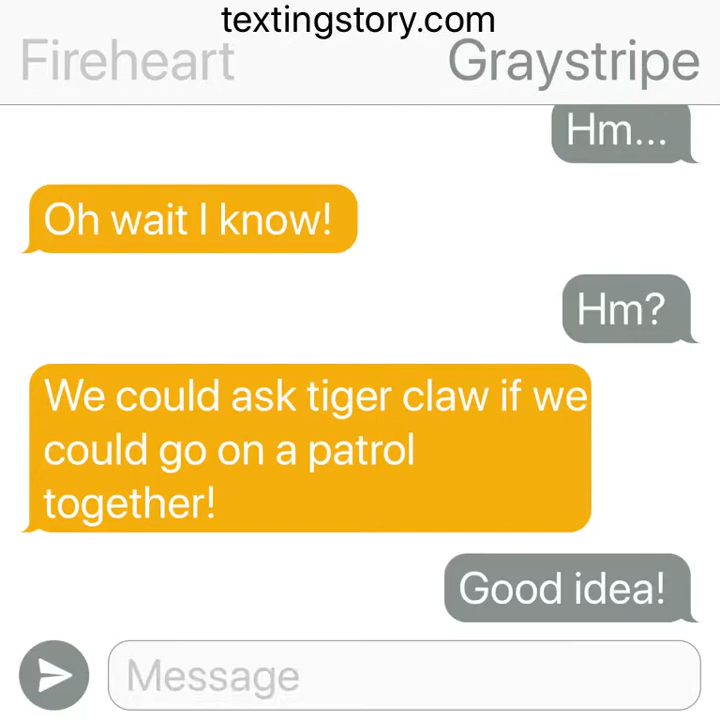 textingstory.com
Fireheart Graystripe
Hm...
Oh wait I know!
Hm?
We could ask tiger claw if we
could go on a patrol
together!
Good idea!
Message